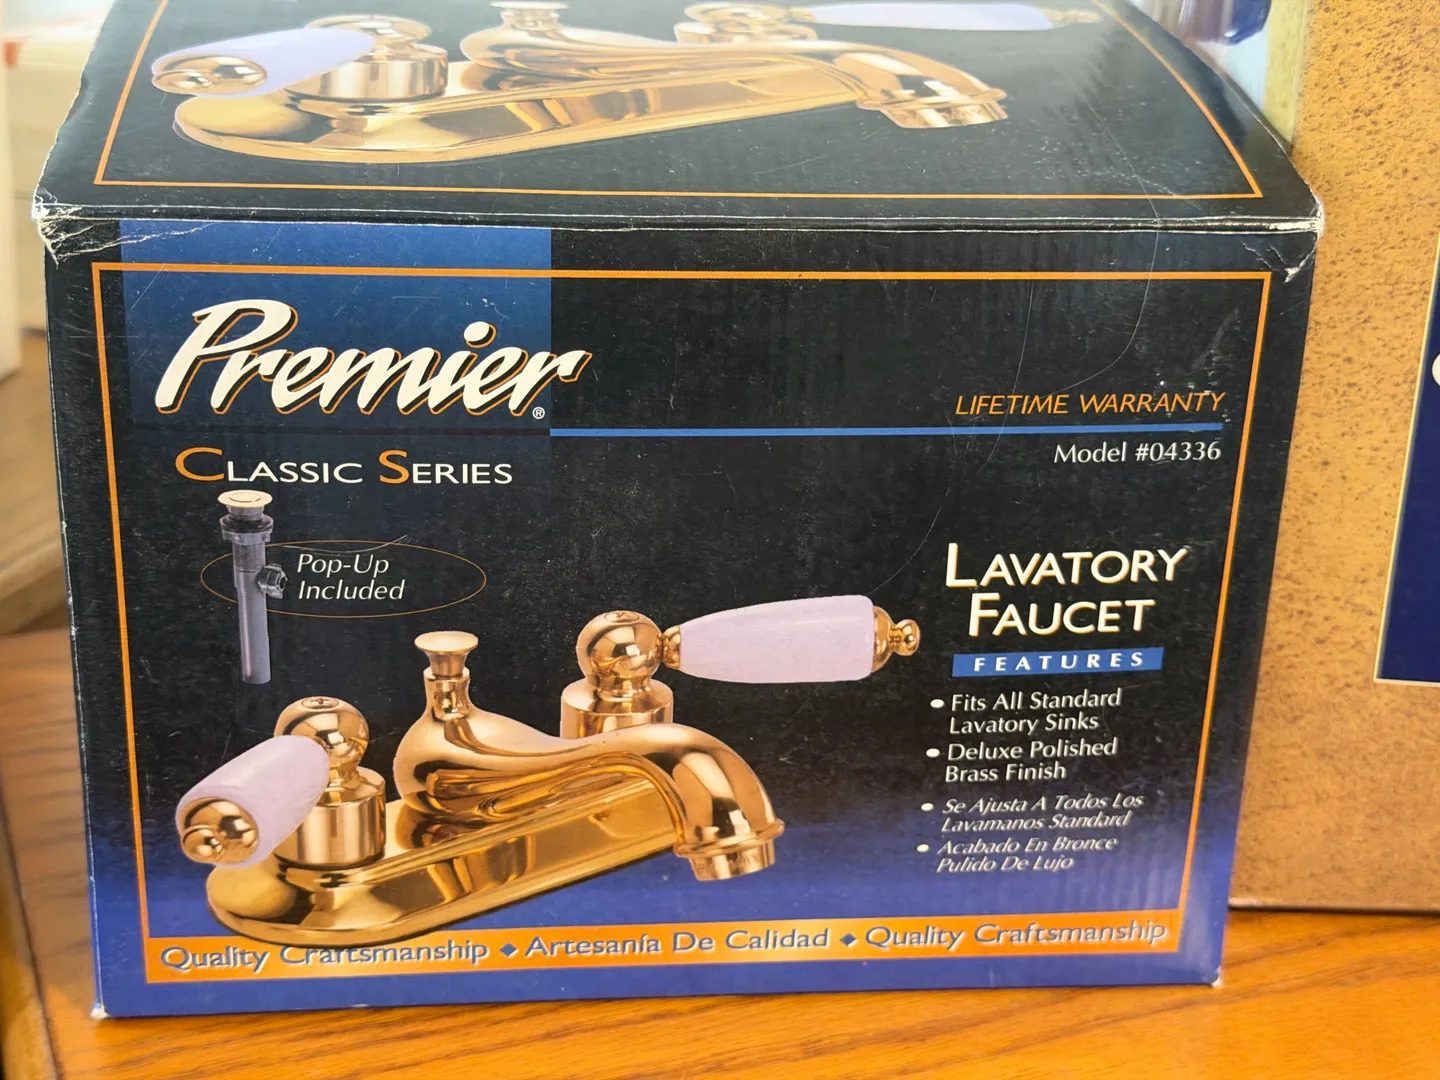 Premier®
CLASSIC SERIES
LIFETIME WARRANTY
Model #04336
Pop-Up
Included
LAVATORY
FAUCET
FEATURES
• Fits All Standard
Lavatory Sinks
• Deluxe Polished
Brass Finish
• Se Ajusta A Todos Los
Lavamanos Standard
• Acabado En Bronce
Pulido De Lujo
Quality Craftsmanship ◆ Artesanía De Calidad ◆ Quality Craftsmanship